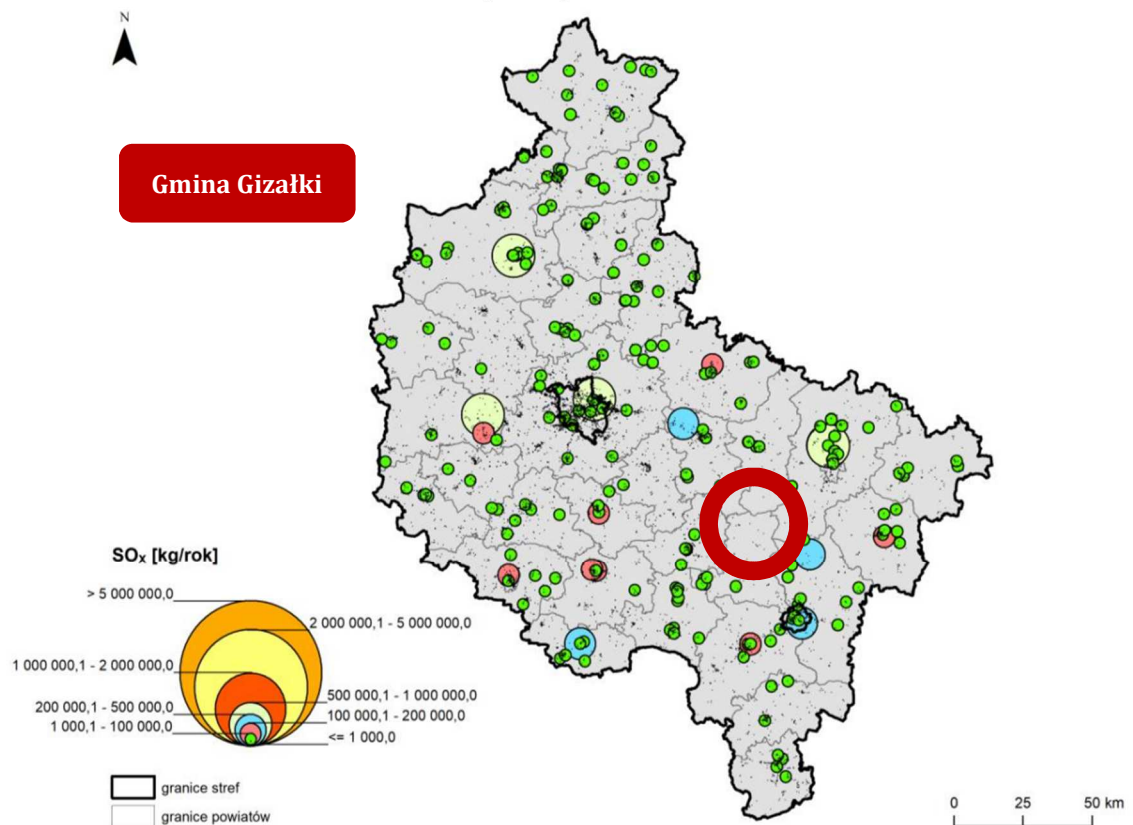 N
Gmina Gizałki
SOₓ [kg/rok]
> 5 000 000,0
2 000 000,1 - 5 000 000,0
1 000 000,1 - 2 000 000,0
500 000,1 - 1 000 000,0
200 000,1 - 500 000,0
100 000,1 - 200 000,0
1 000,1 - 100 000,0
<= 1 000,0
granice stref
granice powiatów
0 25 50 km